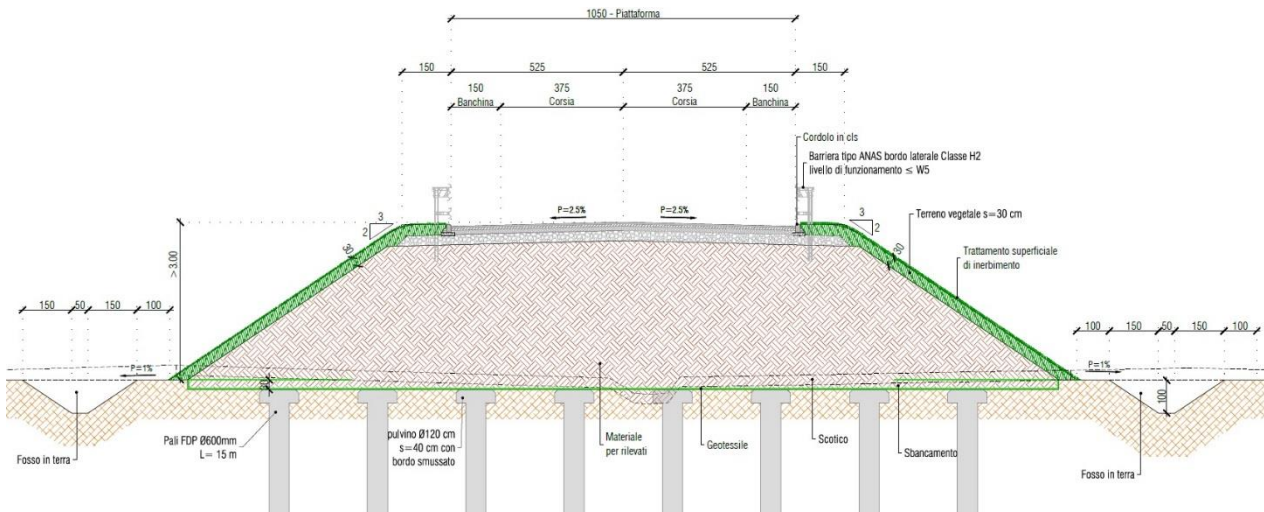 1050 - Piattaforma
150
525
525
150
150
Banchina
375
Corsia
375
Corsia
150
Banchina
Cordolo in cls
Barriera tipo ANAS bordo laterale Classe H2
livello di funzionamento ≤ W5
P=2.5%
P=2.5%
3
2
3
2
Terreno vegetale s=30 cm
30
30
Trattamento superficiale
di inerbimento
> 3.00
150
50
150
100
100
150
50
150
100
P=1%
P=1%
100
Pali FDP Ø600mm
L= 15 m
pulvino Ø120 cm
s=40 cm con
bordo smussato
Materiale
per rilevati
Geotessile
Scotico
Sbancamento
Fosso in terra
Fosso in terra